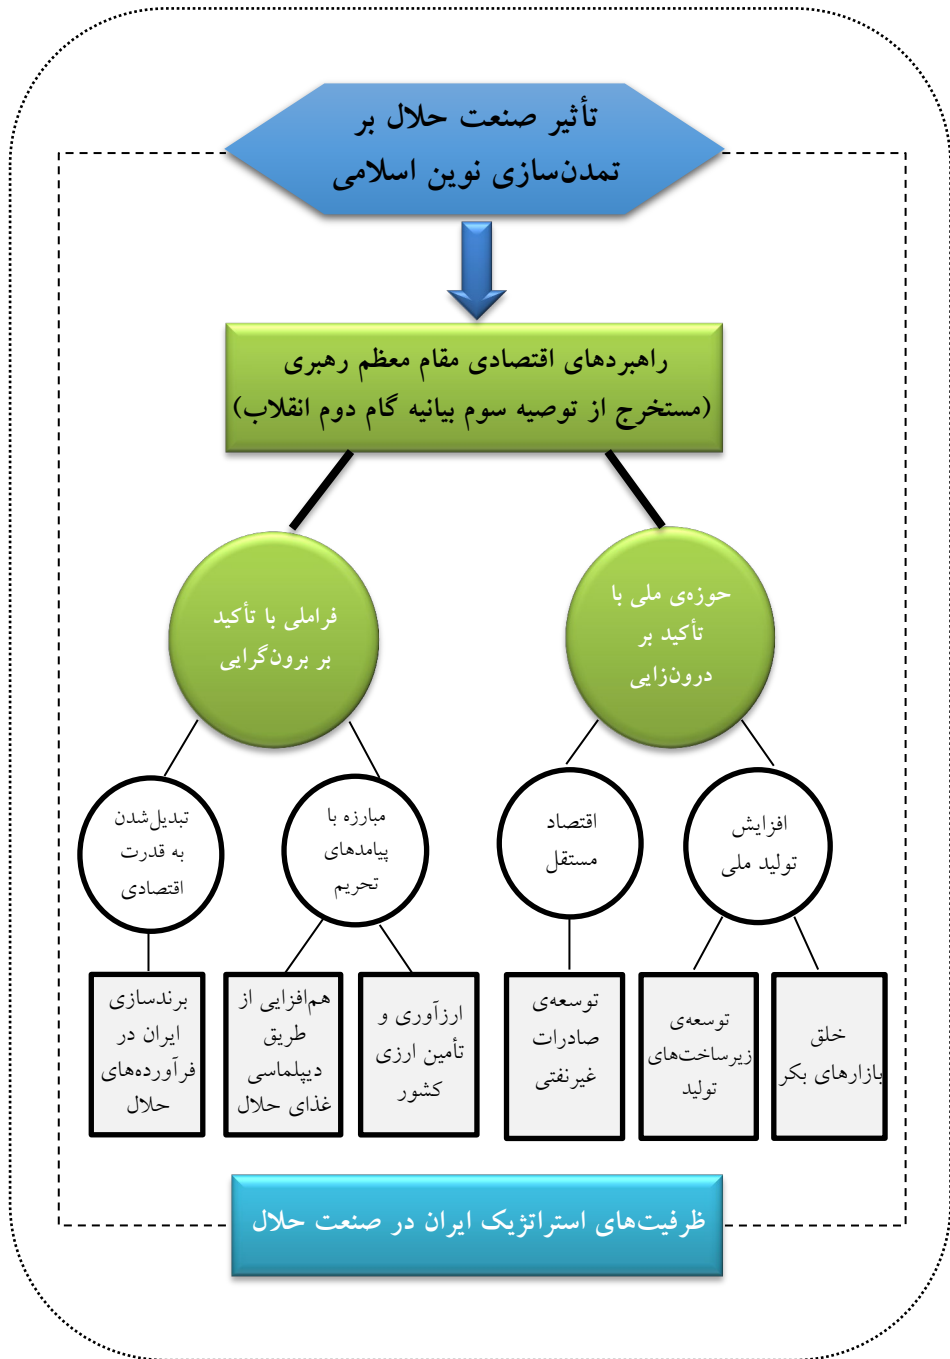 تأثیر صنعت حلال بر
تمدن‌سازی نوین اسلامی
راهبردهای اقتصادی مقام معظم رهبری
(مستخرج از توصیه سوم بیانیه گام دوم انقلاب)
حوزه‌ی ملی با
تأکید بر
درون‌زایی
فراملی با تأکید
بر برون‌گرایی
افزایش
تولید ملی
اقتصاد
مستقل
مبارزه با
پیامدهای
تحریم
تبدیل‌شدن
به قدرت
اقتصادی
خلق
بازارهای بکر
توسعه‌ی
زیرساخت‌های
تولید
توسعه‌ی
صادرات
غیرنفتی
ارزآوری و
تأمین ارزی
کشور
هم‌افزایی از
طریق
دیپلماسی
غذای حلال
برندسازی
ایران در
فرآورده‌های
حلال
ظرفیت‌های استراتژیک ایران در صنعت حلال